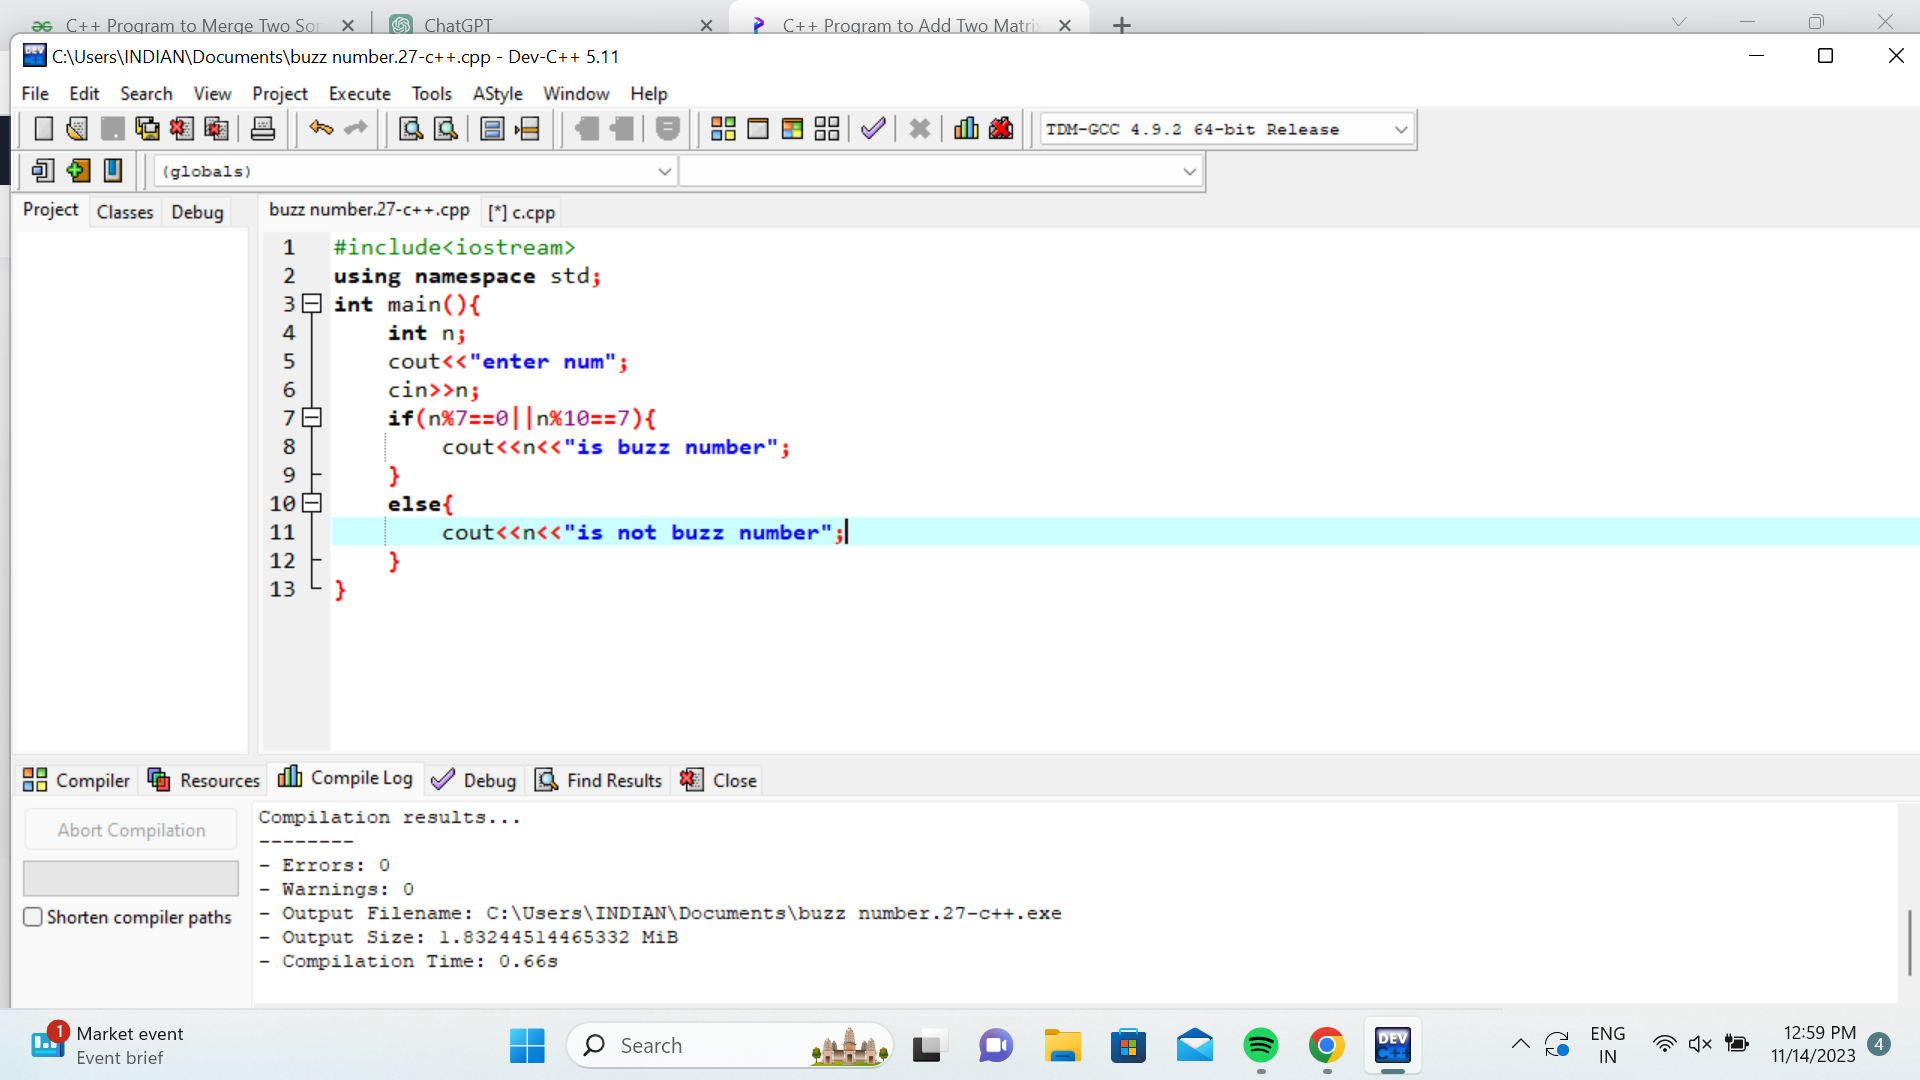 C++ Program to Merge Two Sor
ChatGPT
C++ Program to Add Two Matri
C:\Users\INDIAN\Documents\buzz number.27-c++.cpp - Dev-C++ 5.11
File Edit Search View Project Execute Tools AStyle Window Help
TDM-GCC 4.9.2 64-bit Release
(globals)
Project Classes Debug
buzz number.27-c++.cpp [*] c.cpp
1 #include<iostream>
2 using namespace std;
3 int main(){
4 int n;
5 cout<<"enter num";
6 cin>>n;
7 if(n%7==0||n%10==7){
8 cout<<n<<"is buzz number";
9 }
10 else{
11 cout<<n<<"is not buzz number";
12 }
13 }
Compiler Resources Compile Log Debug Find Results Close
Abort Compilation
Shorten compiler paths
Compilation results...
--------
- Errors: 0
- Warnings: 0
- Output Filename: C:\Users\INDIAN\Documents\buzz number.27-c++.exe
- Output Size: 1.83244514465332 MiB
- Compilation Time: 0.66s
1
Market event
Event brief
Search
DEV
C++
ENG
IN
12:59 PM
11/14/2023
4